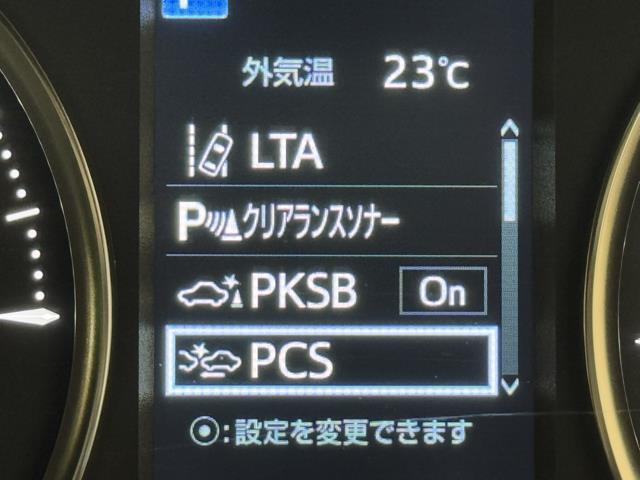 外気温 23℃
LTA
Pクリアランスソナー
PKSB On
PCS
:設定を変更できます